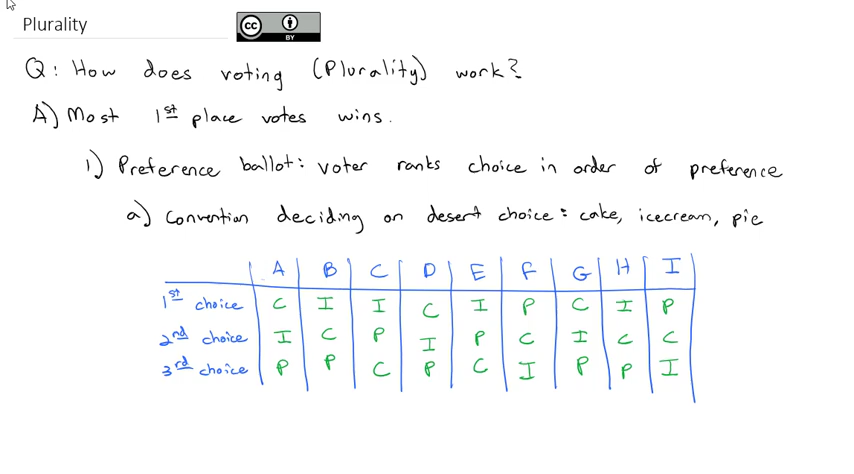 Plurality
cc BY
Q: How does voting (Plurality) work?
A) Most 1st place votes wins.
1) Preference ballot: voter ranks choice in order of preference
a) Convention deciding on desert choice: cake, icecream, pie
A B C D E F G H I
1st choice C I I C I P C I P
2nd choice I C P I P C I C C
3rd choice P P C P C I P P I